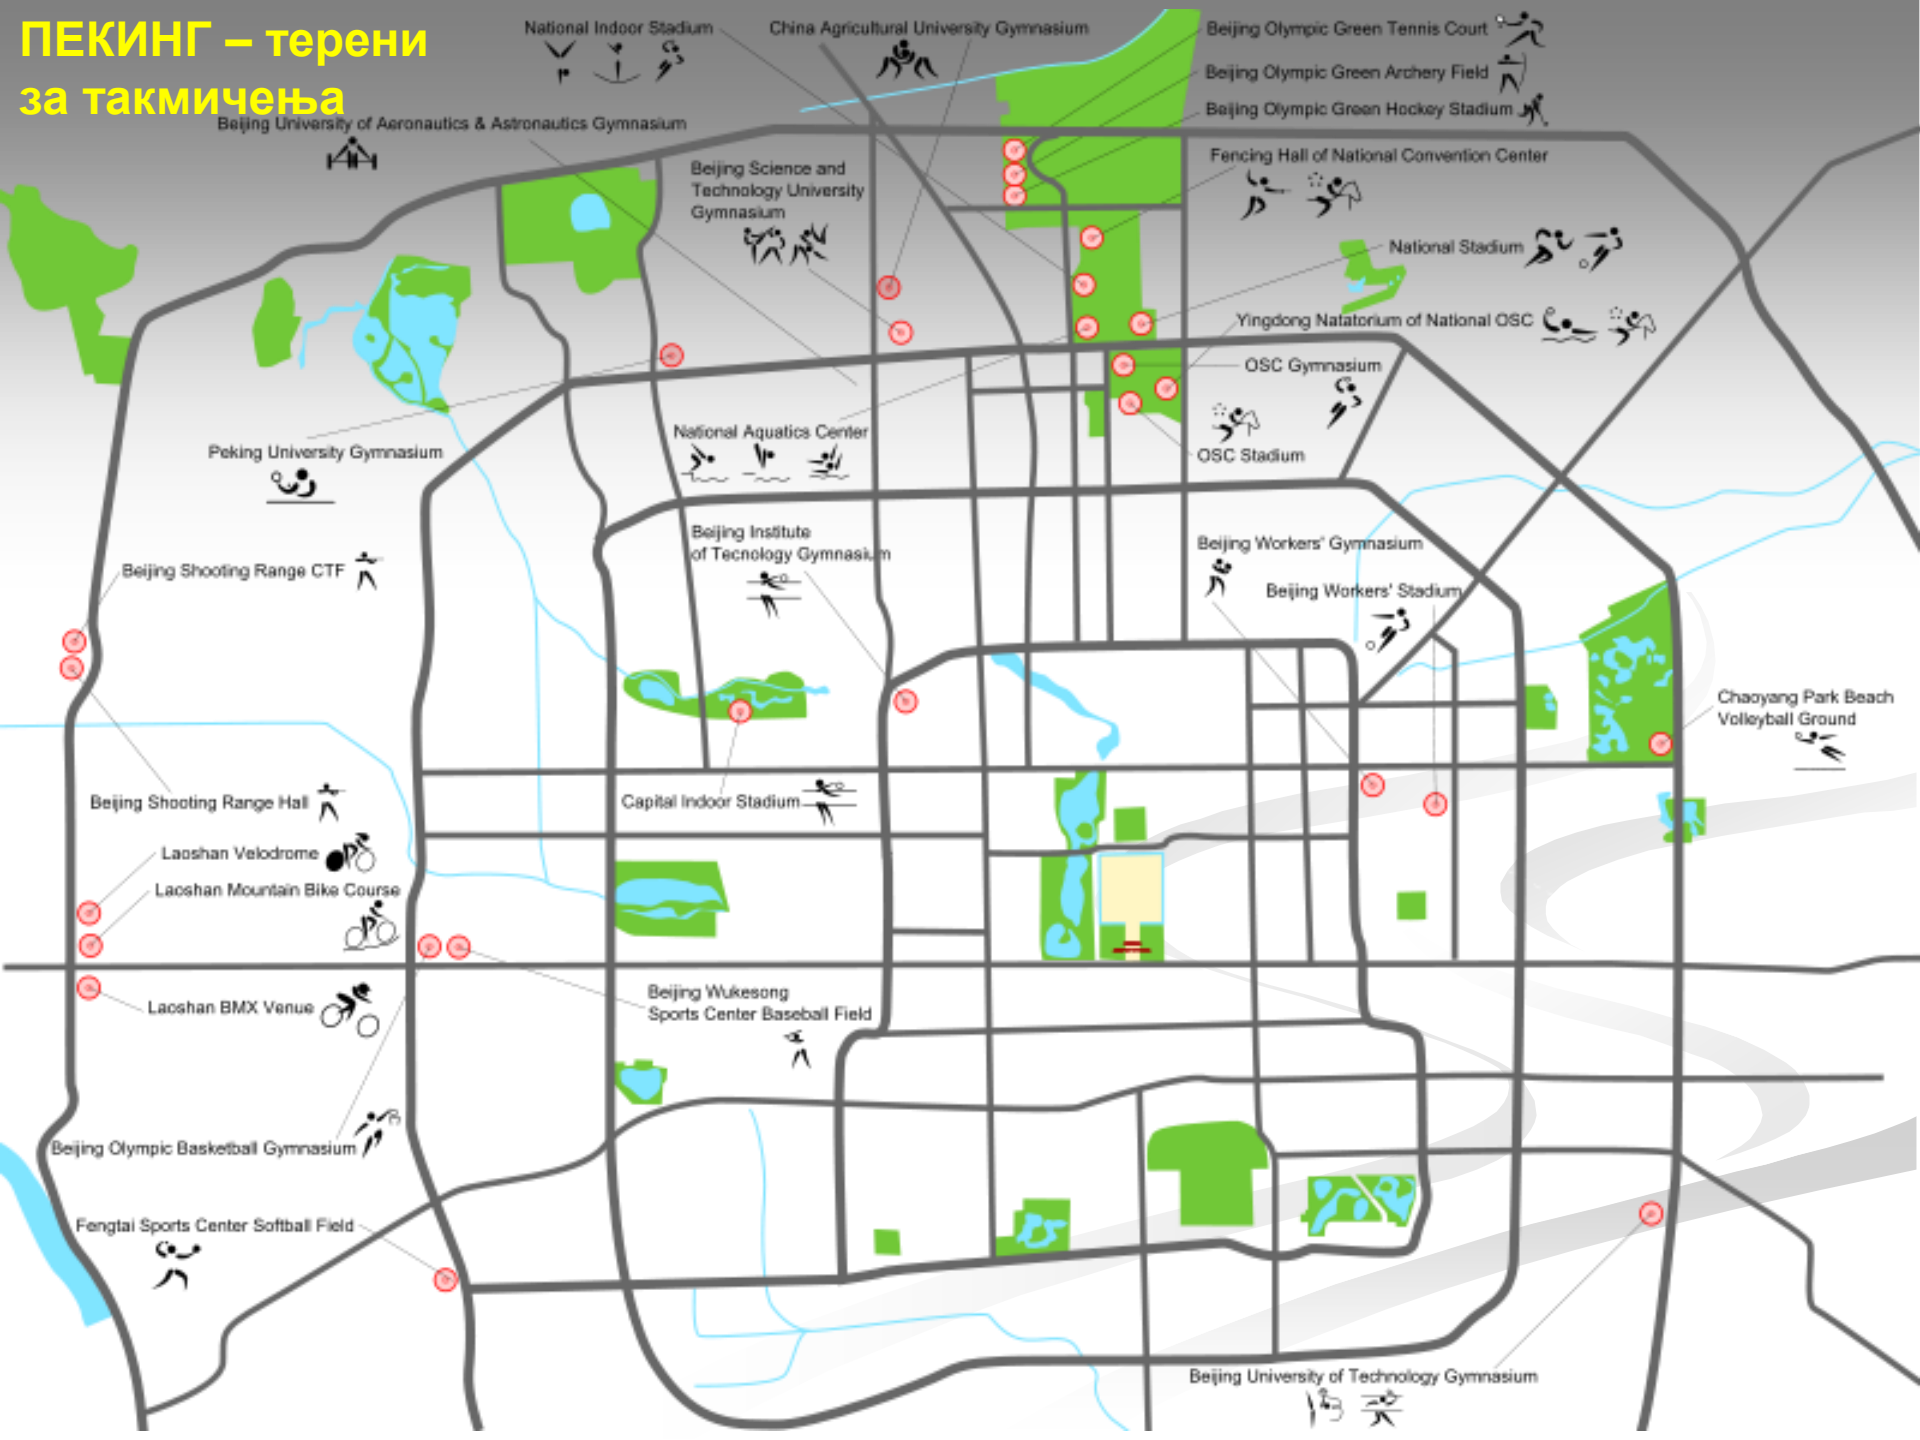 ПЕКИНГ – терени
за такмичења
National Indoor Stadium
China Agricultural University Gymnasium
Beijing Olympic Green Tennis Court
Beijing Olympic Green Archery Field
Beijing Olympic Green Hockey Stadium
Beijing University of Aeronautics & Astronautics Gymnasium
Beijing Science and
Technology University
Gymnasium
Fencing Hall of National Convention Center
National Stadium
Yingdong Natatorium of National OSC
OSC Gymnasium
Peking University Gymnasium
National Aquatics Center
OSC Stadium
Beijing Institute
of Tecnology Gymnasium
Beijing Workers' Gymnasium
Beijing Workers' Stadium
Beijing Shooting Range CTF
Chaoyang Park Beach
Volleyball Ground
Beijing Shooting Range Hall
Capital Indoor Stadium
Laoshan Velodrome
Laoshan Mountain Bike Course
Laoshan BMX Venue
Beijing Wukesong
Sports Center Baseball Field
Beijing Olympic Basketball Gymnasium
Fengtai Sports Center Softball Field
Beijing University of Technology Gymnasium